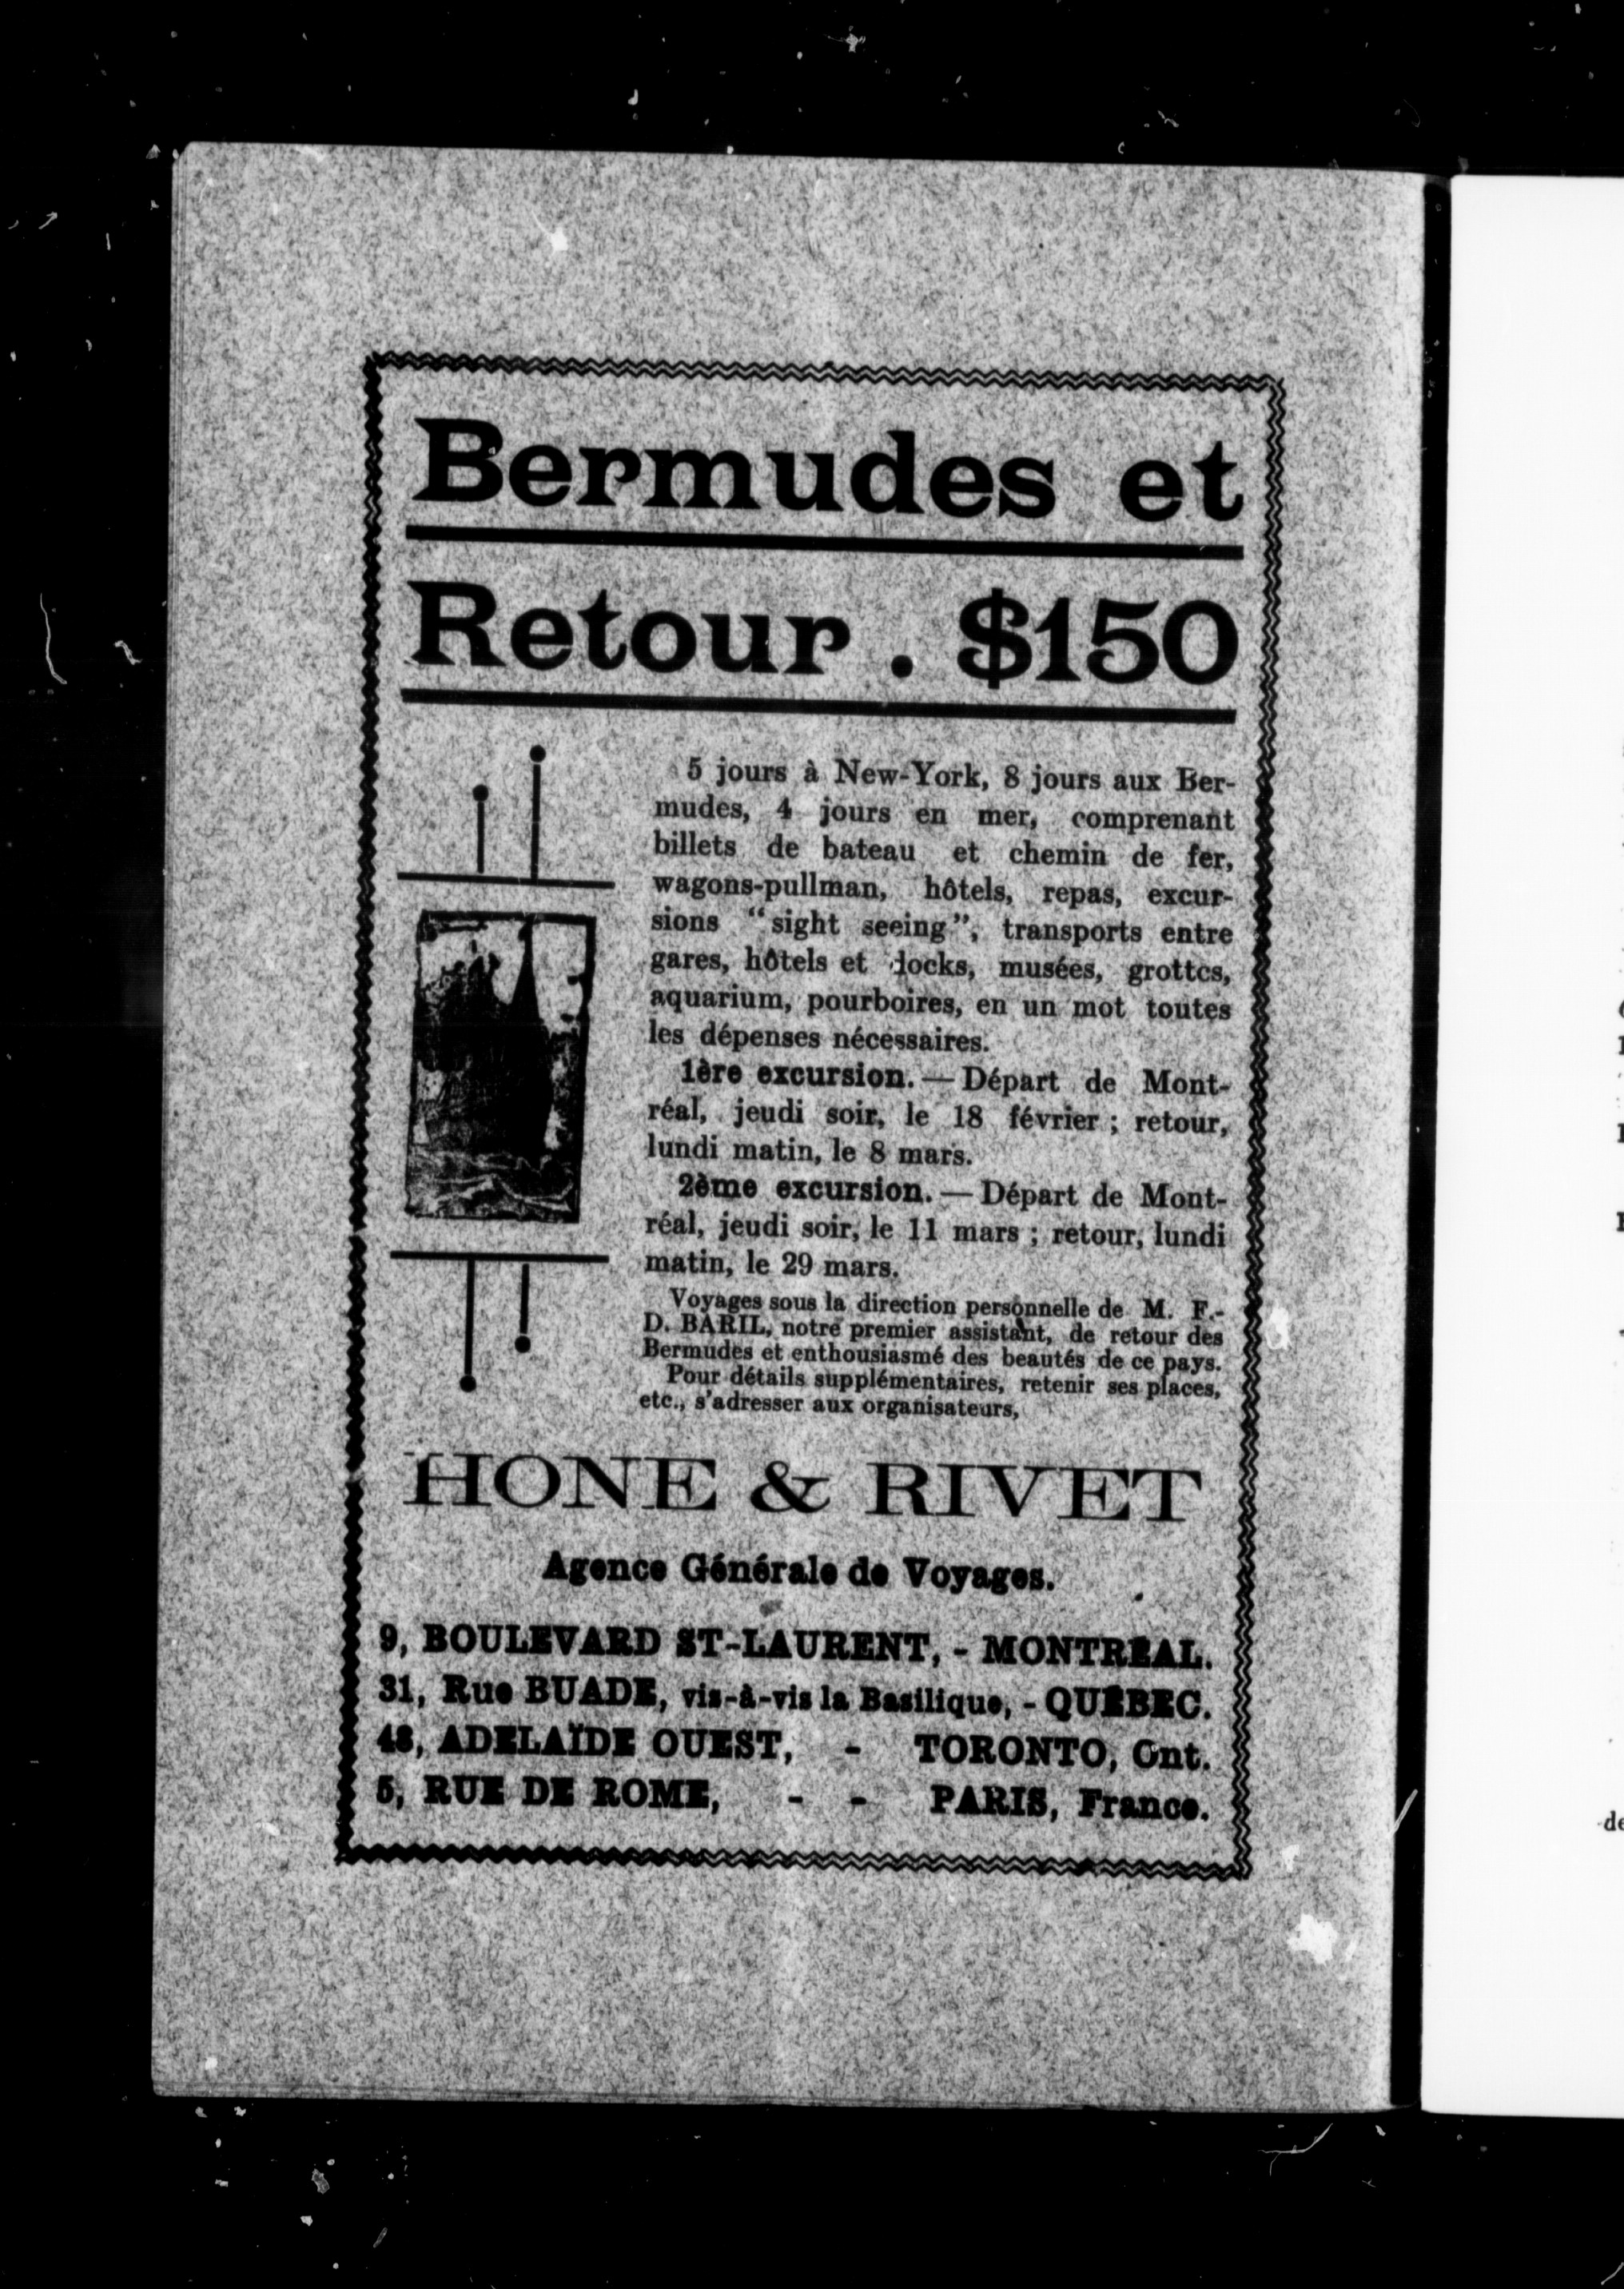 Bermudes et
Retour . $150
5 jours à New-York, 8 jours aux Ber-
mudes, 4 jours en mer, comprenant
billets de bateau et chemin de fer,
wagons-pullman, hôtels, repas, excur-
sions "sight seeing", transports entre
gares, hôtels et docks, musées, grottes,
aquarium, pourboires, en un mot toutes
les dépenses nécessaires.
1ère excursion. — Départ de Mont-
réal, jeudi soir, le 18 février ; retour,
lundi matin, le 8 mars.
2ème excursion. — Départ de Mont-
réal, jeudi soir, le 11 mars ; retour, lundi
matin, le 29 mars.
Voyages sous la direction personnelle de M. F.-
D. BARIL, notre premier assistant, de retour des
Bermudes et enthousiasmé des beautés de ce pays.
Pour détails supplémentaires, retenir ses places,
etc., s'adresser aux organisateurs,
HONE & RIVET
Agence Générale de Voyages.
9, BOULEVARD ST-LAURENT, - MONTRÉAL.
31, Rue BUADE, vis-à-vis la Basilique, - QUÉBEC.
48, ADELAÏDE OUEST, - TORONTO, Ont.
5, RUE DE ROME, - - PARIS, France.